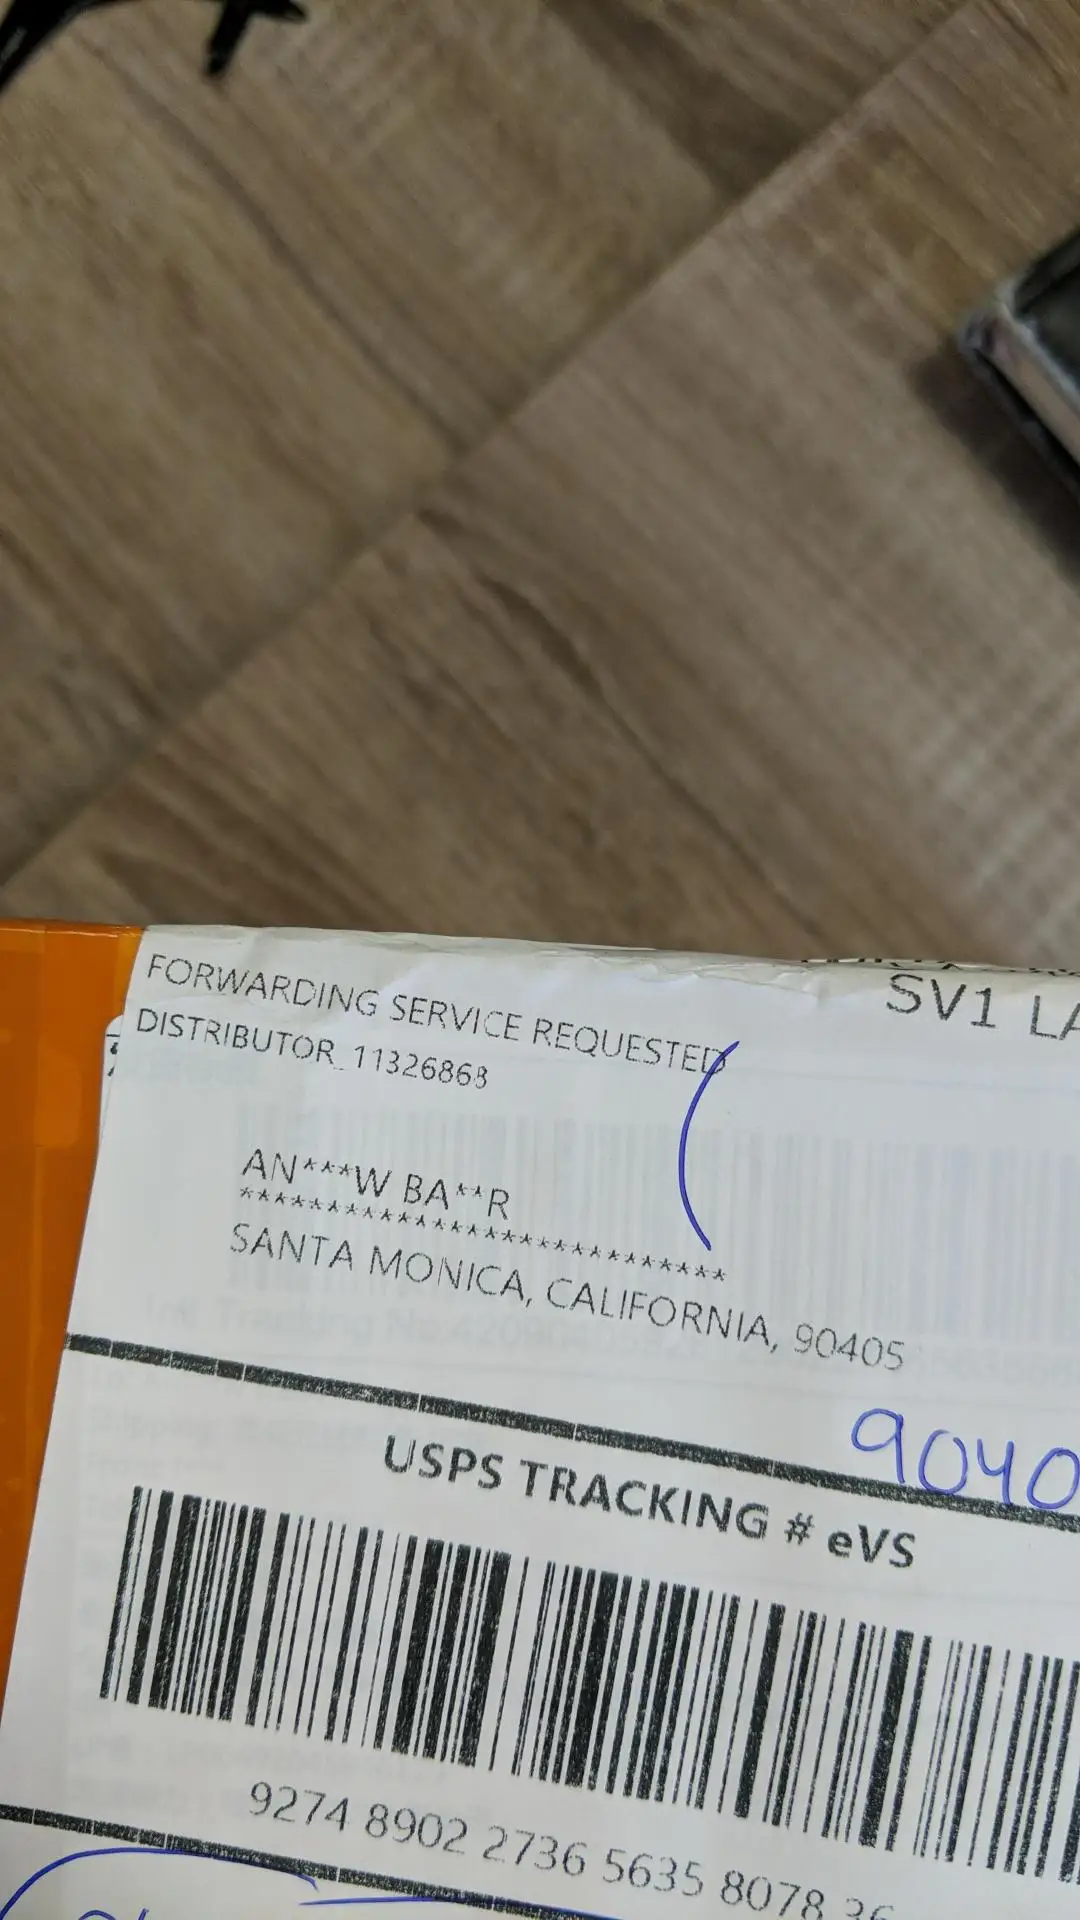 SV1 LA
FORWARDING SERVICE REQUESTED
DISTRIBUTOR_11326868
AN***W BA**R
***************************
SANTA MONICA, CALIFORNIA, 90405
9040
USPS TRACKING # eVS
9274 8902 2736 5635 8078 36